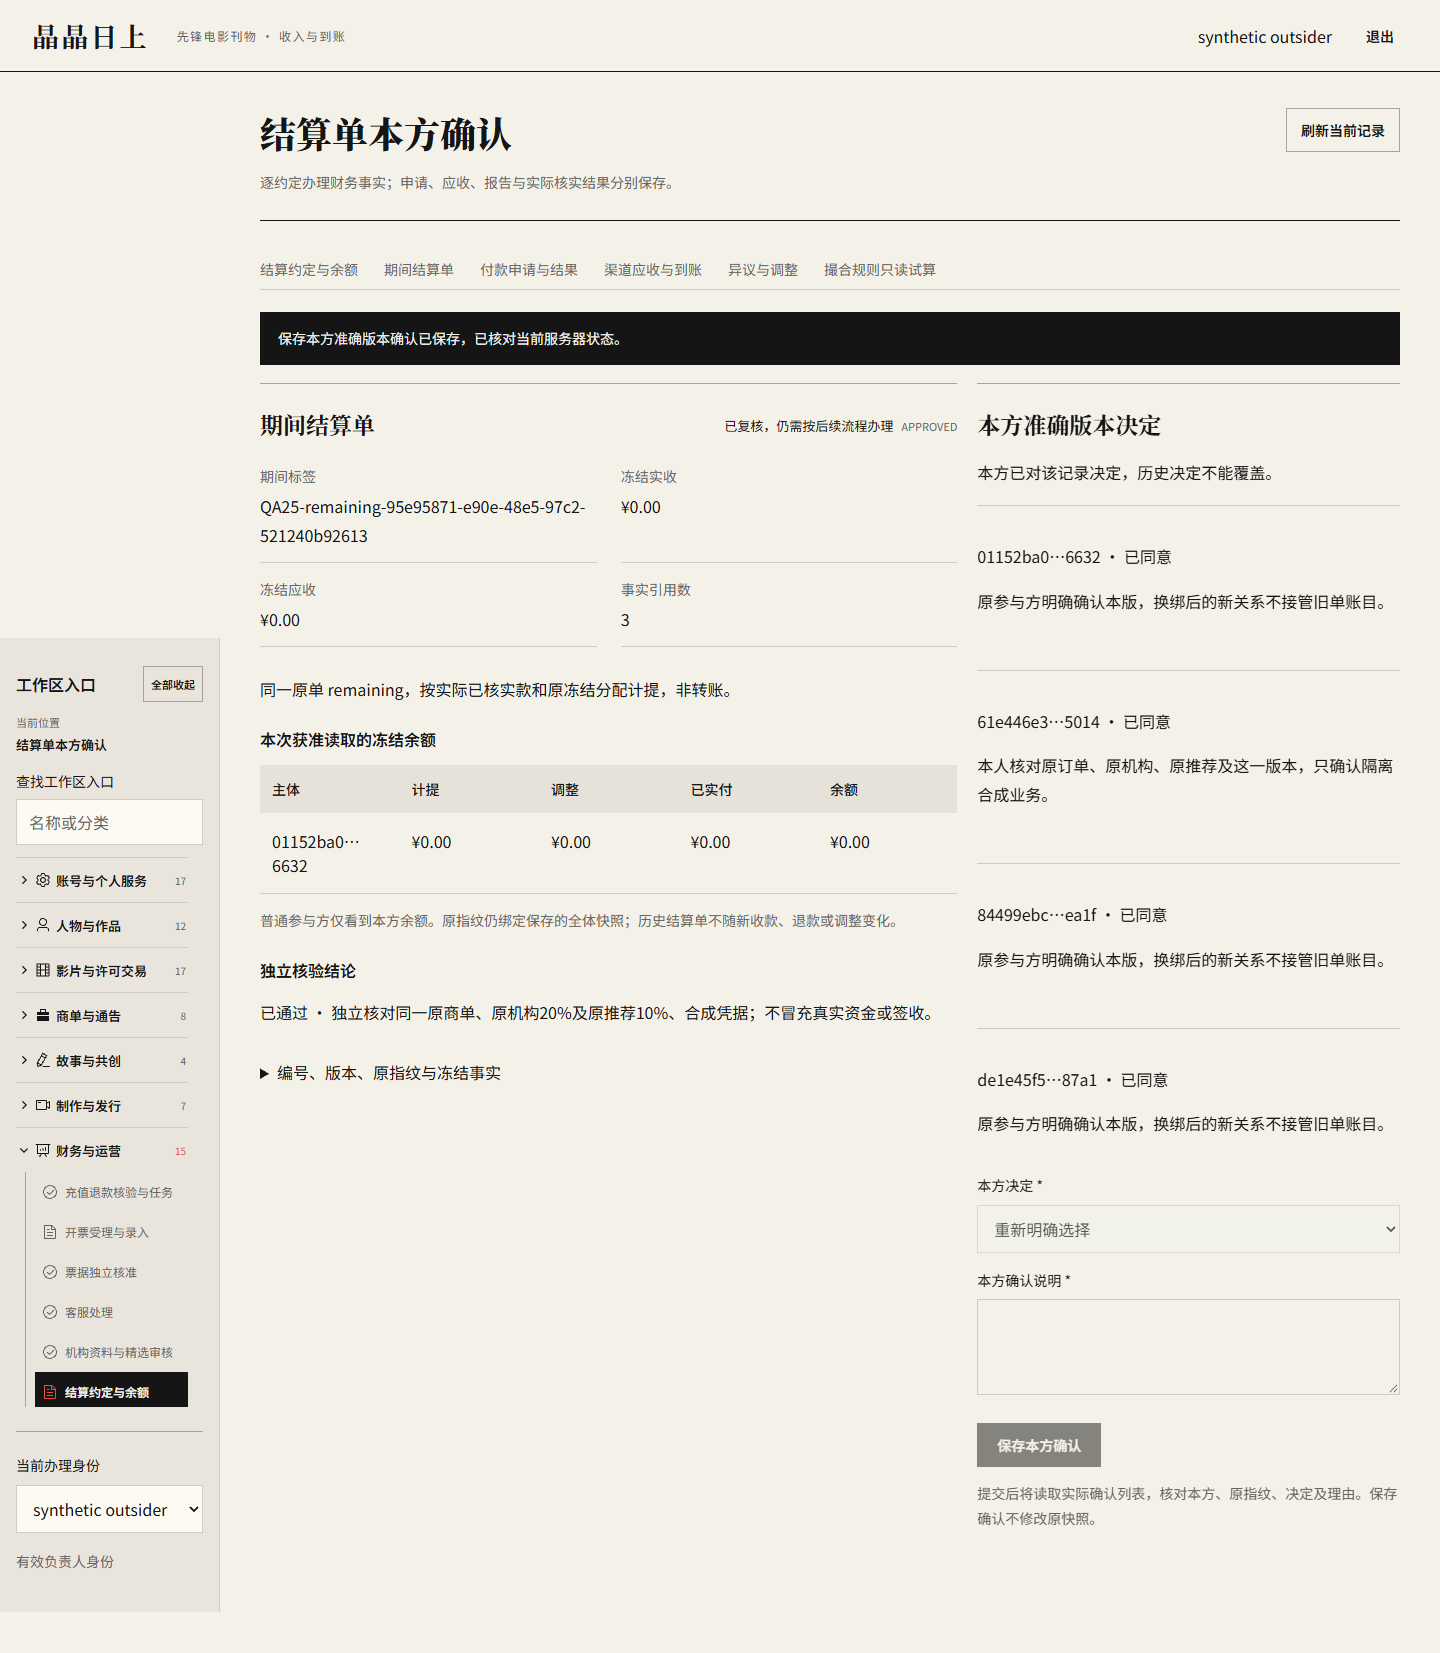 晶晶日上
先锋电影刊物 · 收入与到账
synthetic outsider
退出
结算单本方确认
刷新当前记录
逐约定办理财务事实；申请、应收、报告与实际核实结果分别保存。
结算约定与余额
期间结算单
付款申请与结果
渠道应收与到账
异议与调整
撮合规则只读试算
保存本方准确版本确认已保存，已核对当前服务器状态。
期间结算单
已复核，仍需按后续流程办理 APPROVED
期间标签
QA25-remaining-95e95871-e90e-48e5-97c2-
521240b92613
冻结实收
¥0.00
冻结应收
¥0.00
事实引用数
3
同一原单 remaining，按实际已核实款和原冻结分配计提，非转账。
本次获准读取的冻结余额
主体 计提 调整 已实付 余额
01152ba0…
6632
¥0.00 ¥0.00 ¥0.00 ¥0.00
普通参与方仅看到本方余额。原指纹仍绑定保存的全体快照；历史结算单不随新收款、退款或调整变化。
独立核验结论
已通过 · 独立核对同一原商单、原机构20%及原推荐10%、合成凭据；不冒充真实资金或签收。
▶ 编号、版本、原指纹与冻结事实
本方准确版本决定
本方已对该记录决定，历史决定不能覆盖。
01152ba0…6632 · 已同意
原参与方明确确认本版，换绑后的新关系不接管旧单账目。
61e446e3…5014 · 已同意
本人核对原订单、原机构、原推荐及这一版本，只确认隔离
合成业务。
84499ebc…ea1f · 已同意
原参与方明确确认本版，换绑后的新关系不接管旧单账目。
de1e45f5…87a1 · 已同意
原参与方明确确认本版，换绑后的新关系不接管旧单账目。
本方决定 *
重新明确选择
本方确认说明 *
保存本方确认
提交后将读取实际确认列表，核对本方、原指纹、决定及理由。保存
确认不修改原快照。
工作区入口
全部收起
当前位置
结算单本方确认
查找工作区入口
名称或分类
账号与个人服务 17
人物与作品 12
影片与许可交易 17
商单与通告 8
故事与共创 4
制作与发行 7
财务与运营 15
充值退款核验与任务
开票受理与录入
票据独立核准
客服处理
机构资料与精选审核
结算约定与余额
当前办理身份
synthetic outsider
有效负责人身份